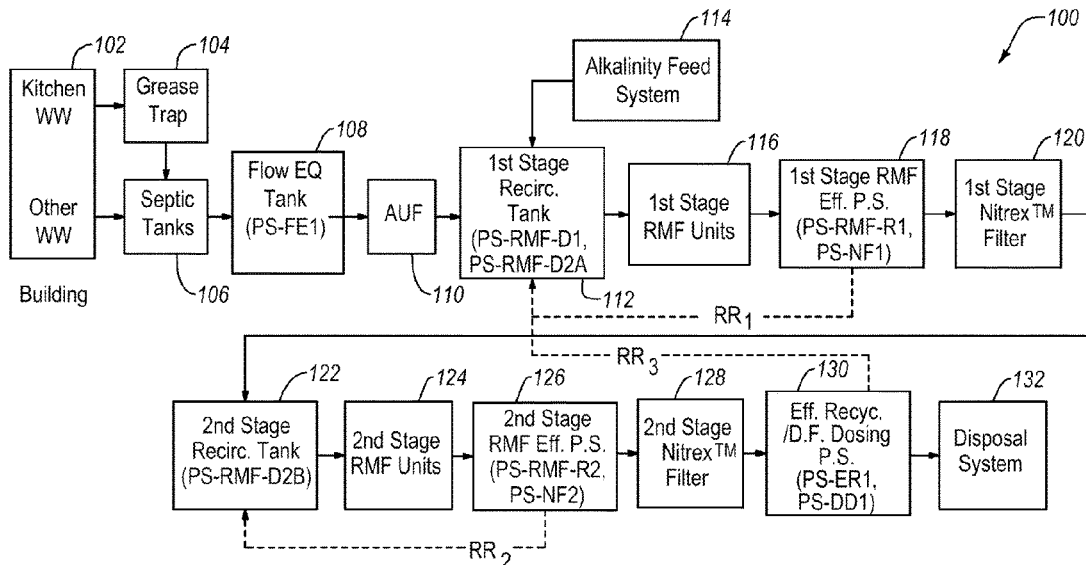 100
102
Kitchen
WW
Other
WW
Building
104
Grease
Trap
Septic
Tanks
106
108
Flow EQ
Tank
(PS-FE1)
AUF
110
114
Alkalinity Feed
System
1st Stage
Recirc.
Tank
(PS-RMF-D1,
PS-RMF-D2A
112
116
1st Stage
RMF Units
118
1st Stage RMF
Eff. P.S.
(PS-RMF-R1,
PS-NF1)
120
1st Stage
Nitrex™
Filter
RR1
RR3
122
2nd Stage
Recirc. Tank
(PS-RMF-D2B)
124
2nd Stage
RMF Units
126
2nd Stage
RMF Eff. P.S.
(PS-RMF-R2,
PS-NF2)
128
2nd Stage
Nitrex™
Filter
130
Eff. Recyc.
/D.F. Dosing
P.S.
(PS-ER1,
PS-DD1)
132
Disposal
System
RR2